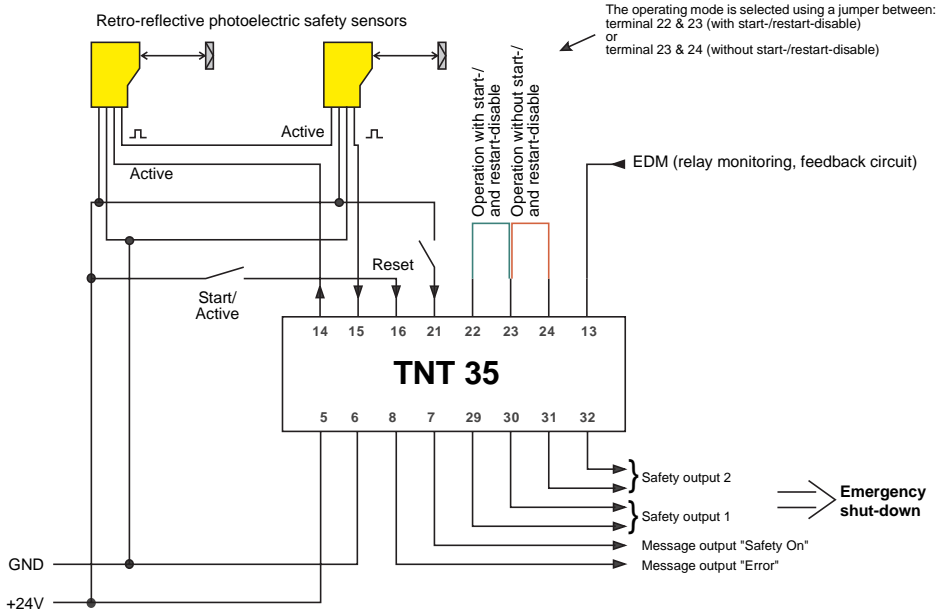 Retro-reflective photoelectric safety sensors
The operating mode is selected using a jumper between:
terminal 22 & 23 (with start-/restart-disable)
or
terminal 23 & 24 (without start-/restart-disable)
Active
Active
Operation with start-/
and restart-disable
Operation without start-/
and restart-disable
EDM (relay monitoring, feedback circuit)
Reset
Start/
Active
14 15 16 21 22 23 24 13
TNT 35
5 6 8 7 29 30 31 32
Safety output 2
Safety output 1
Emergency
shut-down
Message output "Safety On"
Message output "Error"
GND
+24V